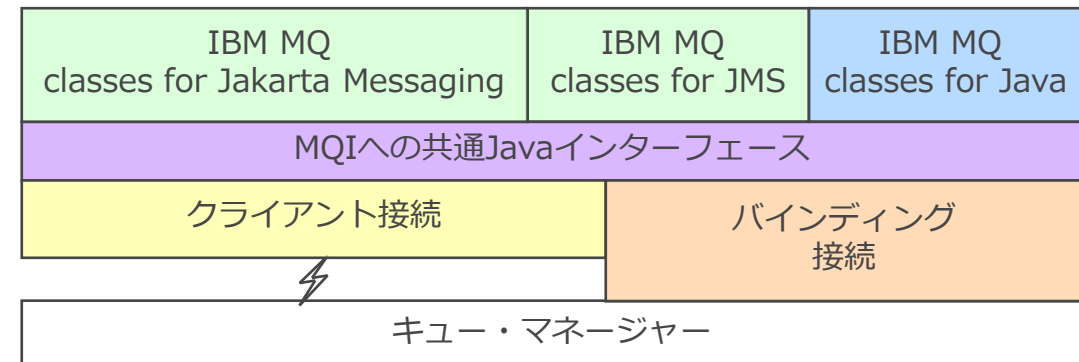 IBM MQ
classes for Jakarta Messaging
IBM MQ
classes for JMS
IBM MQ
classes for Java
MQIへの共通Javaインターフェース
クライアント接続
バインディング
接続
キュー・マネージャー